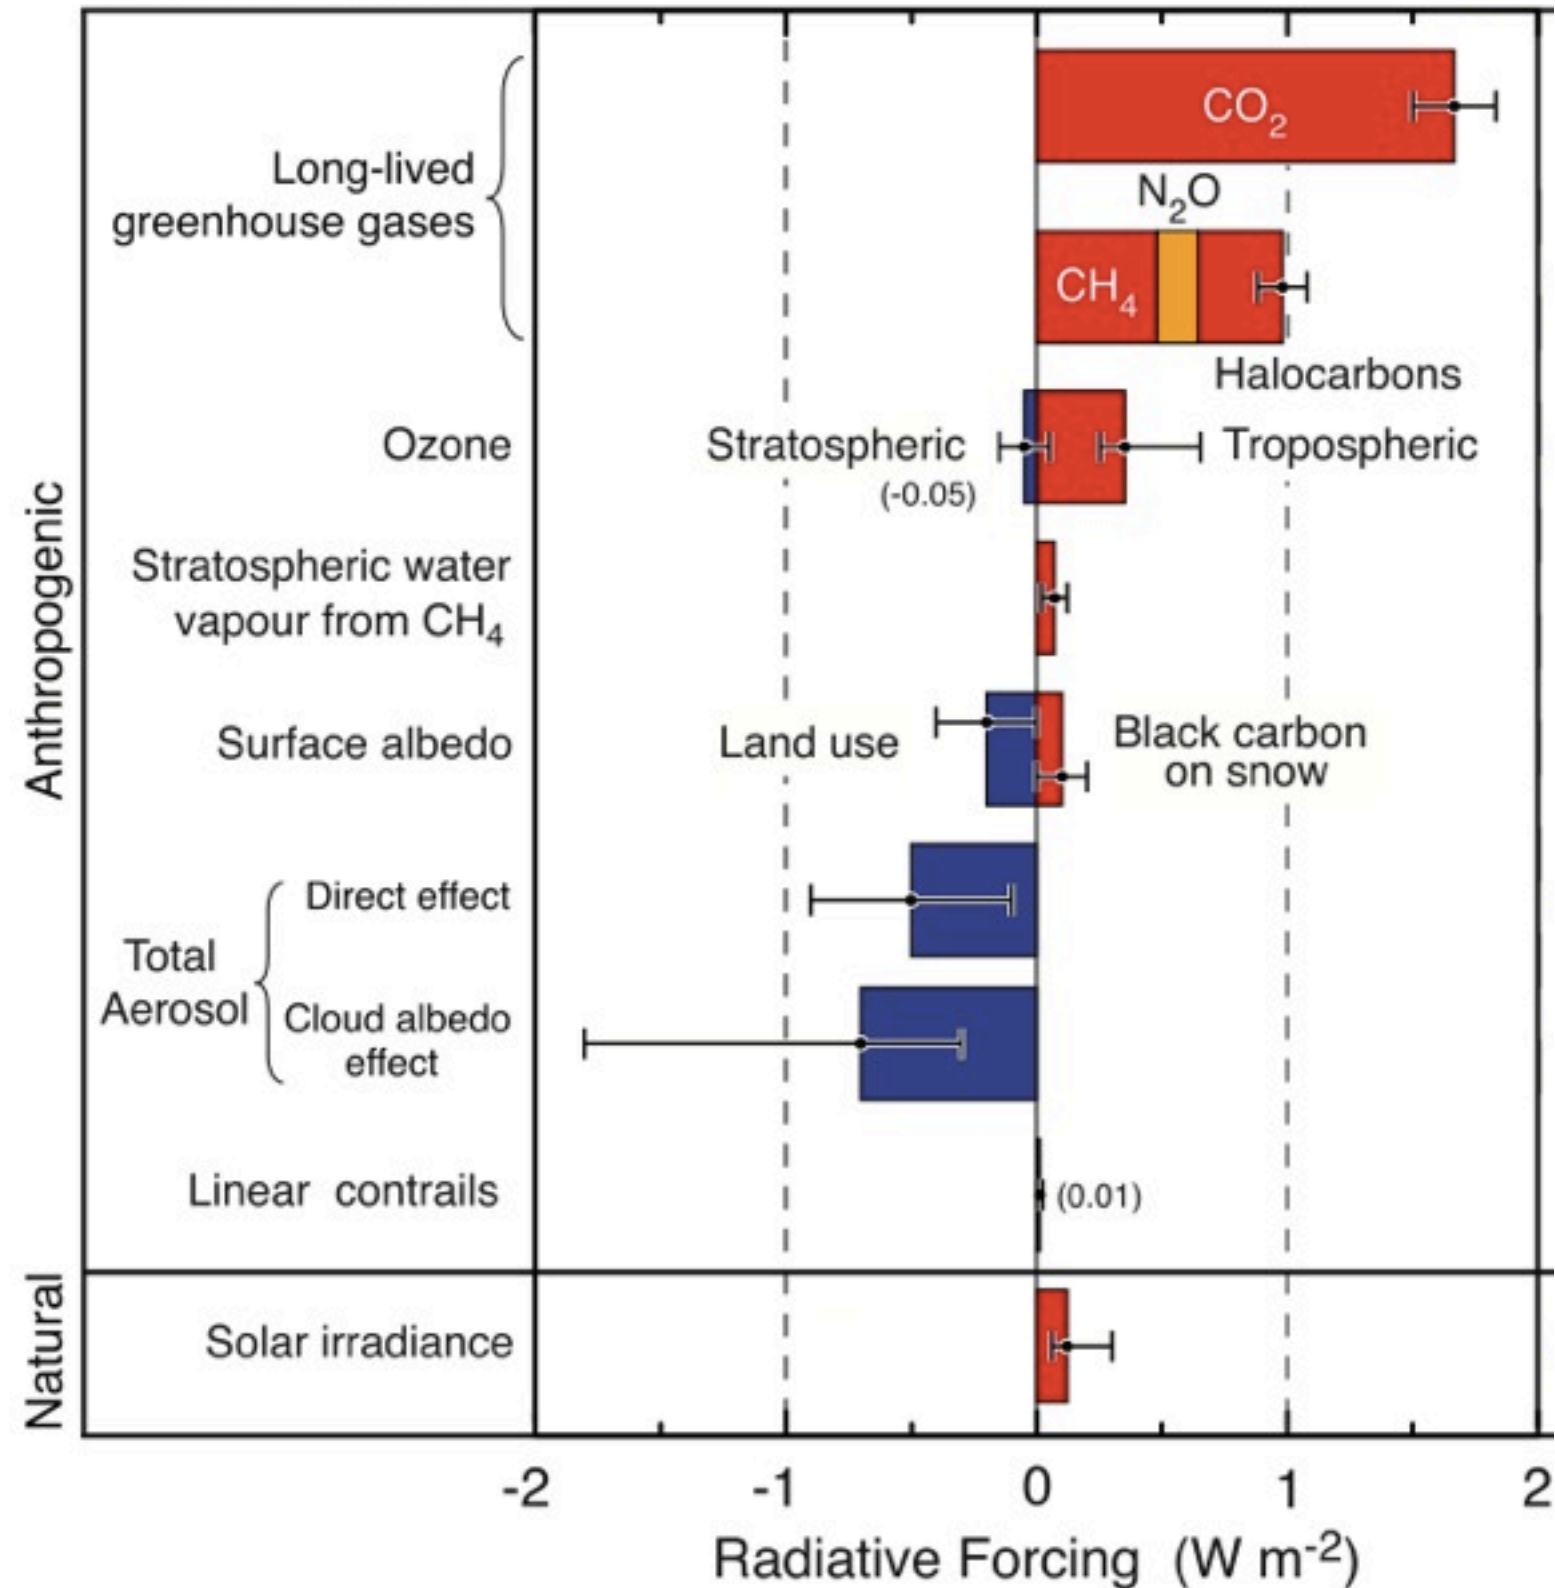 Anthropogenic
Long-lived
greenhouse gases
CO₂
N₂O
CH₄
Halocarbons
Ozone
Stratospheric
(-0.05)
Tropospheric
Stratospheric water
vapour from CH₄
Surface albedo
Land use
Black carbon
on snow
Total
Aerosol
Direct effect
Cloud albedo
effect
Linear contrails
(0.01)
Natural
Solar irradiance
-2 -1 0 1 2
Radiative Forcing (W m⁻²)